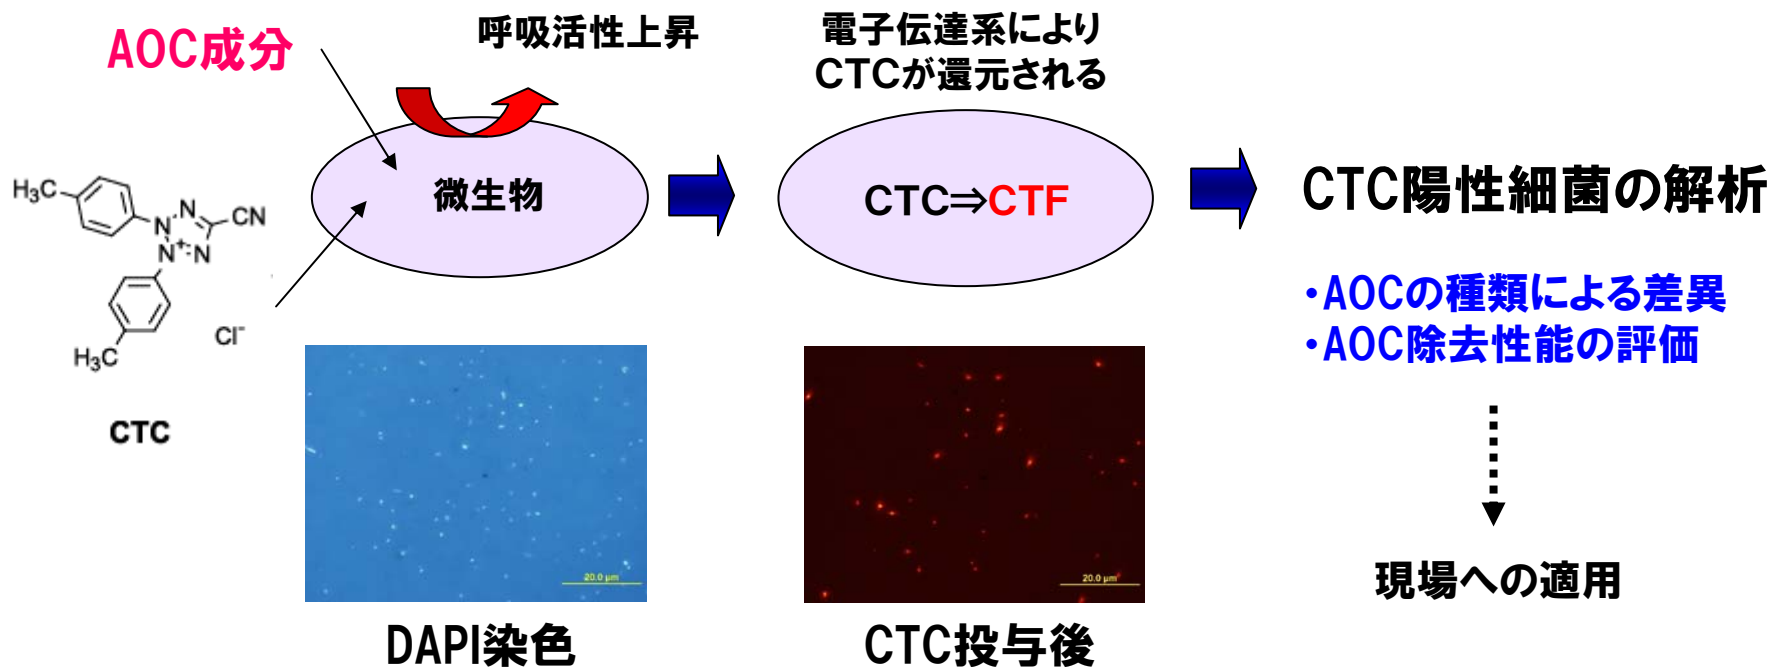 AOC成分
呼吸活性上昇
電子伝達系により
CTCが還元される
H₃C
N
N
N⁺
N
CN
H₃C
Cl⁻
CTC
微生物
CTC⇒CTF
CTC陽性細菌の解析
・AOCの種類による差異
・AOC除去性能の評価
現場への適用
20.0 µm
DAPI染色
20.0 µm
CTC投与後